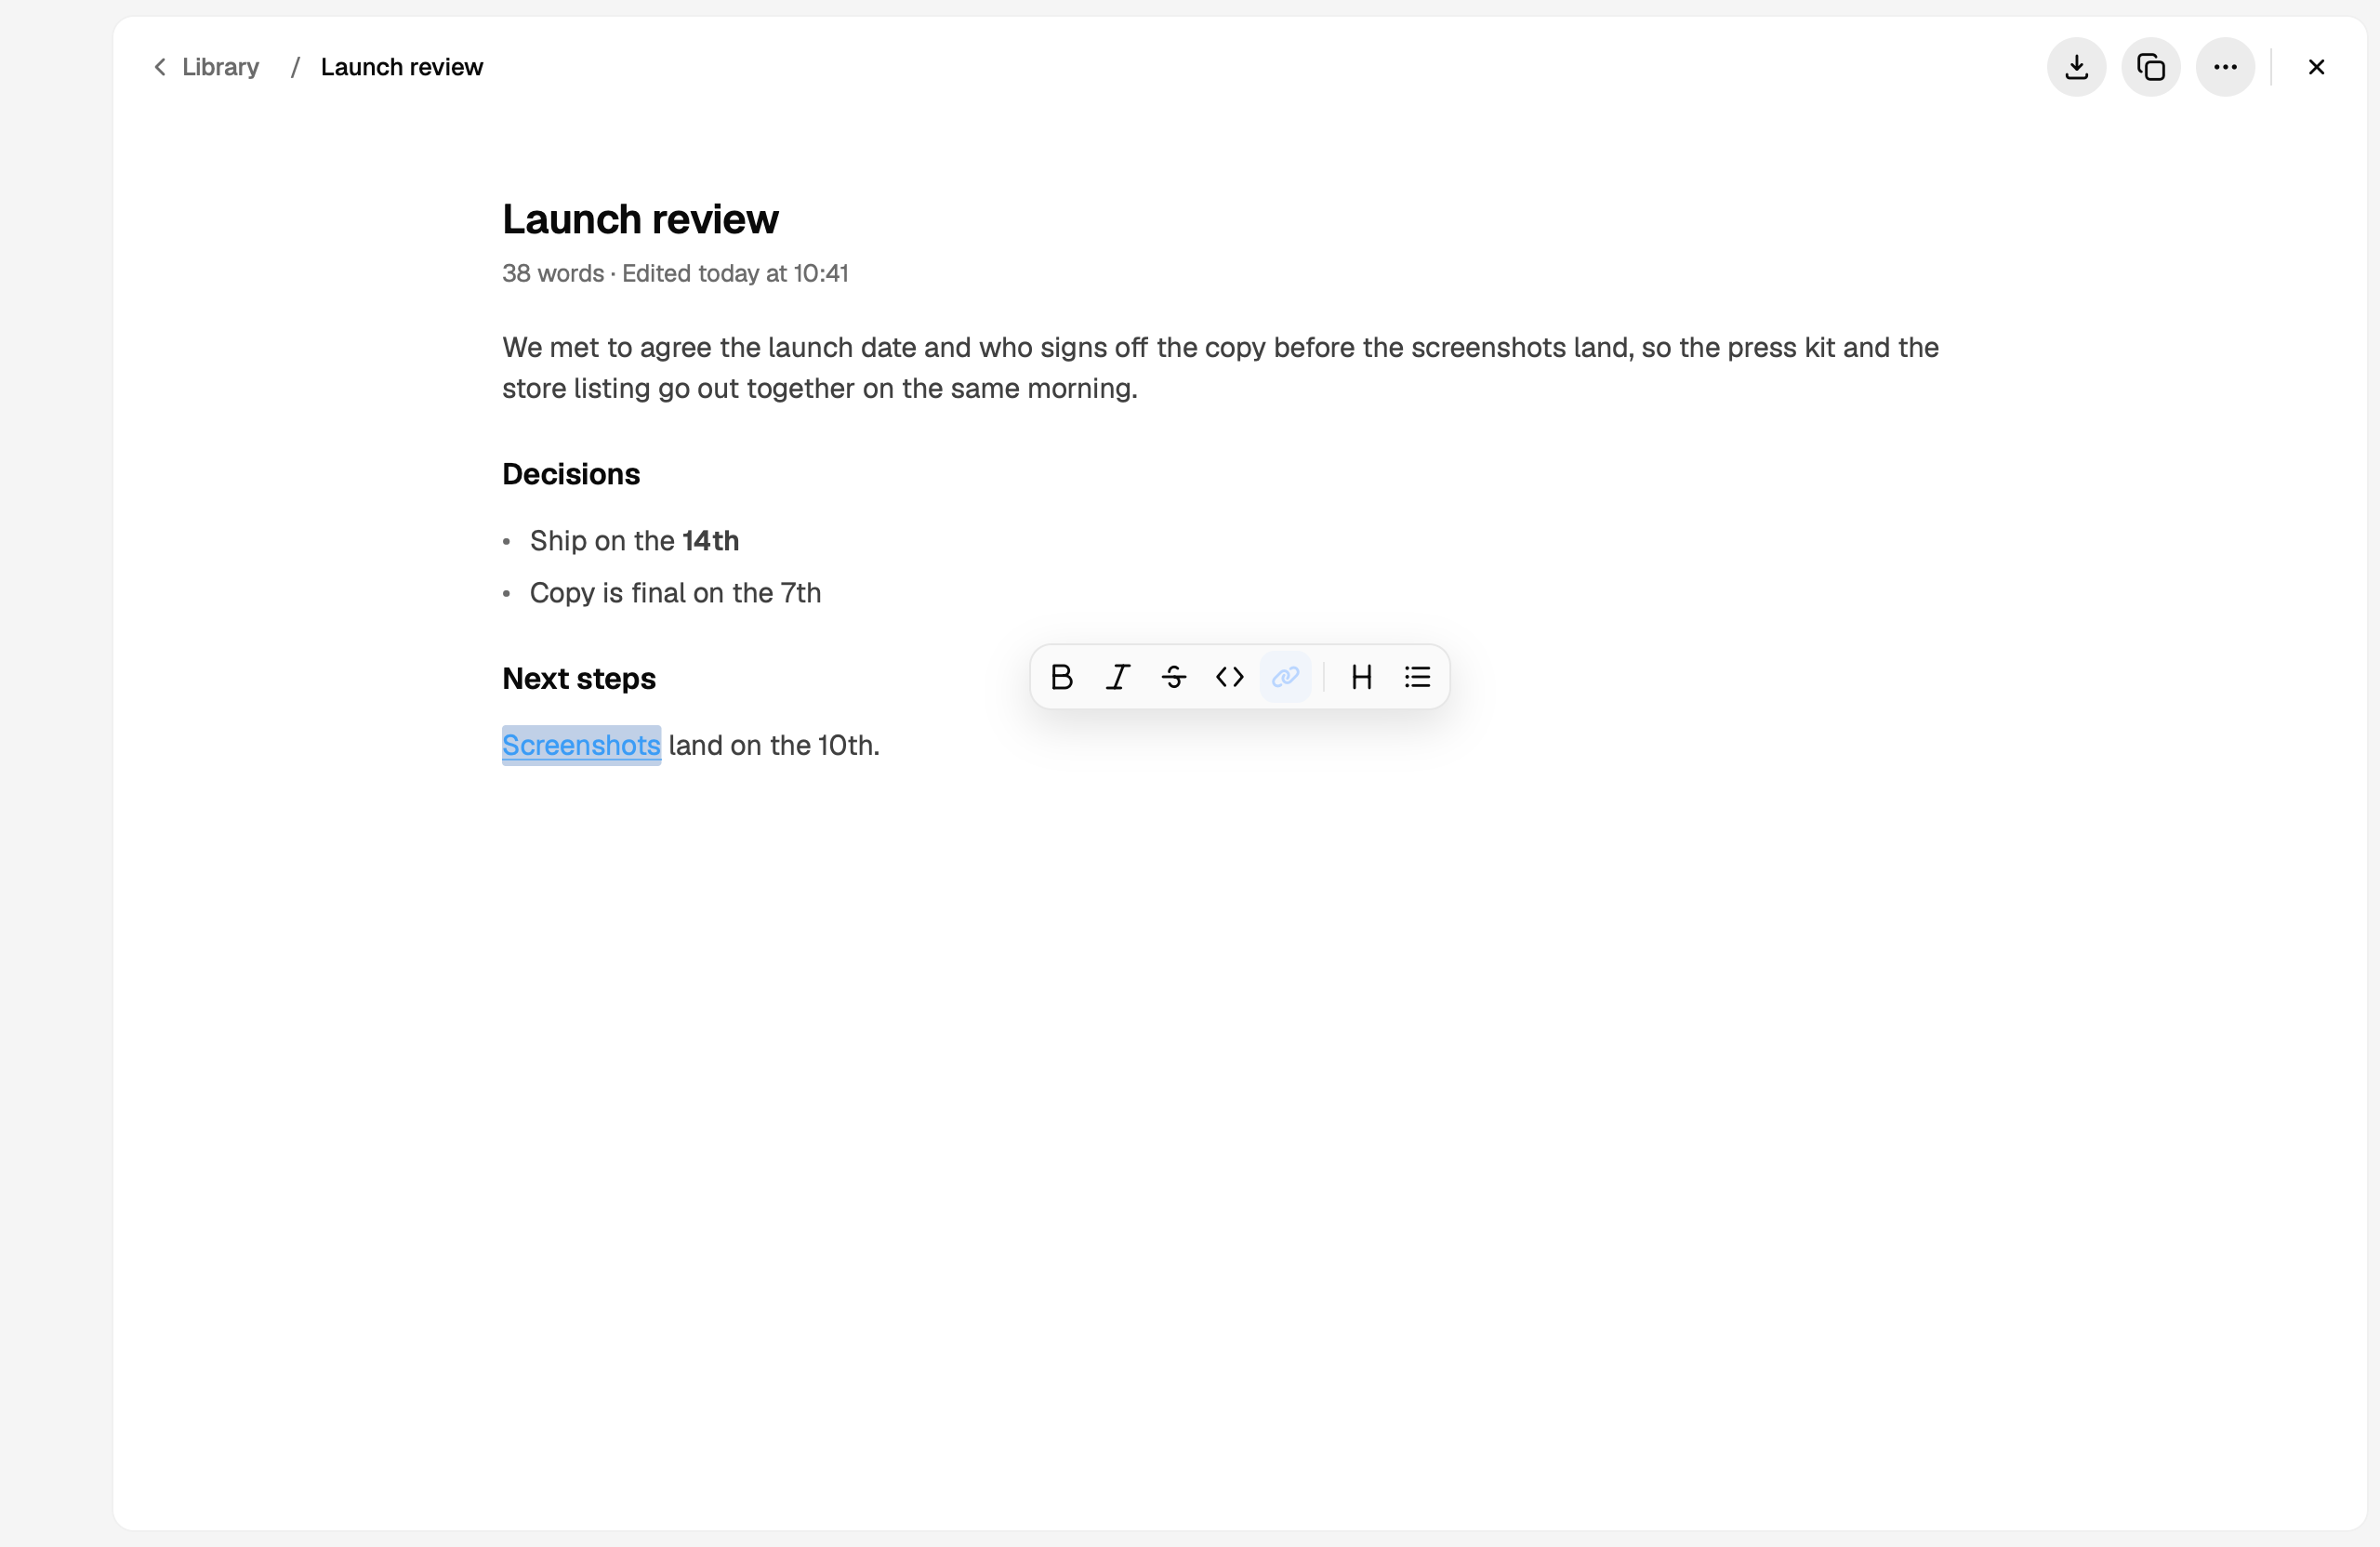 Library / Launch review
Launch review
38 words · Edited today at 10:41
We met to agree the launch date and who signs off the copy before the screenshots land, so the press kit and the
store listing go out together on the same morning.
Decisions
• Ship on the 14th
• Copy is final on the 7th
Next steps
Screenshots land on the 10th.